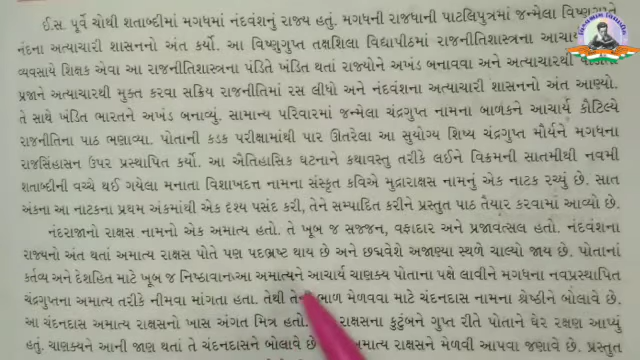 ઈ.સ. પૂર્વે ચોથી શતાબ્દીમાં મગધમાં નંદવંશનું રાજ્ય હતું. મગધની રાજધાની પાટલિપુત્રમાં જન્મેલા
નંદના અત્યાચારી શાસનનો અંત કર્યો. આ વિષ્ણુગુપ્ત તક્ષશિલા વિદ્યાપીઠમાં રાજનીતિશાસ્ત્રના
વ્યવસાયે શિક્ષક એવા આ રાજનીતિશાસ્ત્રના પંડિતે ખંડિત થતાં રાજ્યોને અખંડ બનાવવા અને અત્યાચારથી
પ્રજાને અત્યાચારથી મુક્ત કરવા સક્રિય રાજનીતિમાં રસ લીધો અને નંદવંશના અત્યાચારી શાસનનો અંત આણ્યો.
તે સાથે ખંડિત ભારતને અખંડ બનાવ્યું. સામાન્ય પરિવારમાં જન્મેલા ચંદ્રગુપ્ત નામના બાળકને આચાર્ય કૌટિલ્યે
રાજનીતિના પાઠ ભણાવ્યા. પોતાની કડક પરીક્ષામાંથી પાર ઊતરેલા આ સુયોગ્ય શિષ્ય ચંદ્રગુપ્ત મૌર્યને મગધના
રાજસિંહાસન ઉપર પ્રસ્થાપિત કર્યો. આ ઐતિહાસિક ઘટનાને કથાવસ્તુ તરીકે લઈને વિક્રમની સાતમીથી નવમી
શતાબ્દીની વચ્ચે થઈ ગયેલા મનાતા વિશાખદત્ત નામના સંસ્કૃત કવિએ મુદ્રારાક્ષસ નામનું એક નાટક રચ્યું છે. સાત
અંકના આ નાટકના પ્રથમ અંકમાંથી એક દૃશ્ય પસંદ કરી, તેને સમ્પાદિત કરીને પ્રસ્તુત પાઠ તૈયાર કરવામાં આવ્યો છે.
નંદરાજાનો રાક્ષસ નામનો એક અમાત્ય હતો. તે ખૂબ જ સજ્જન, વફાદાર અને પ્રજાવત્સલ હતો. નંદવંશના
રાજ્યનો અંત થતાં અમાત્ય રાક્ષસ પોતે પણ પદભ્રષ્ટ થાય છે અને છદ્મવેશે અજાણ્યા સ્થળે ચાલ્યો જાય છે. પોતાનાં
કર્તવ્ય અને દેશહિત માટે ખૂબ જ નિષ્ઠાવાન આ અમાત્યને આચાર્ય ચાણક્ય પોતાના પક્ષે લાવીને મગધના નવપ્રસ્થાપિત
ચંદ્રગુપ્તના અમાત્ય તરીકે નીમવા માંગતા હતા. તેથી ભાળ મેળવવા માટે ચંદનદાસ નામના શ્રેષ્ઠીને બોલાવે છે.
આ ચંદનદાસ અમાત્ય રાક્ષસનો ખાસ અંગત મિત્ર હતો. રાક્ષસના કુટુંબને ગુપ્ત રીતે પોતાને ઘેર રક્ષણ આપ્યું
હતું. ચાણક્યને આની જાણ થતાં તે ચંદનદાસને બોલાવે છે અમાત્ય રાક્ષસને મેળવી આપવા જણાવે છે. પ્રસ્તુત